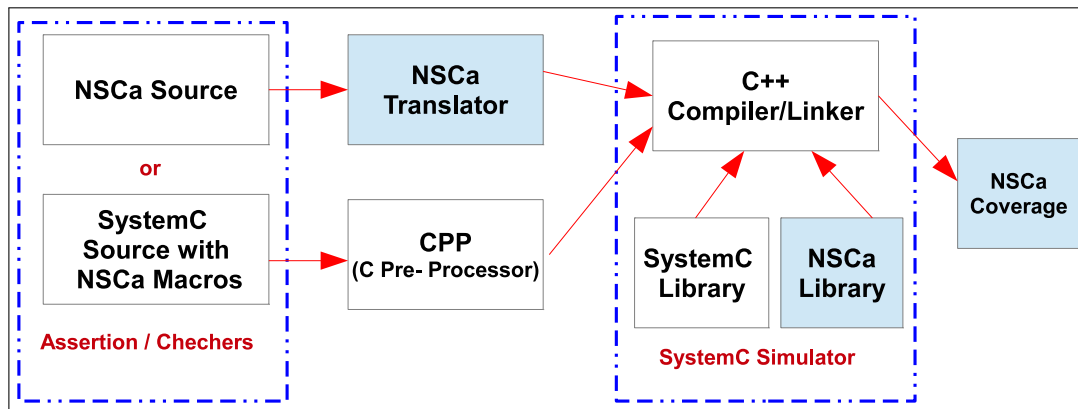 NSCa Source
or
SystemC
Source with
NSCa Macros
Assertion / Chechers
NSCa
Translator
CPP
(C Pre- Processor)
C++
Compiler/Linker
SystemC
Library
NSCa
Library
SystemC Simulator
NSCa
Coverage